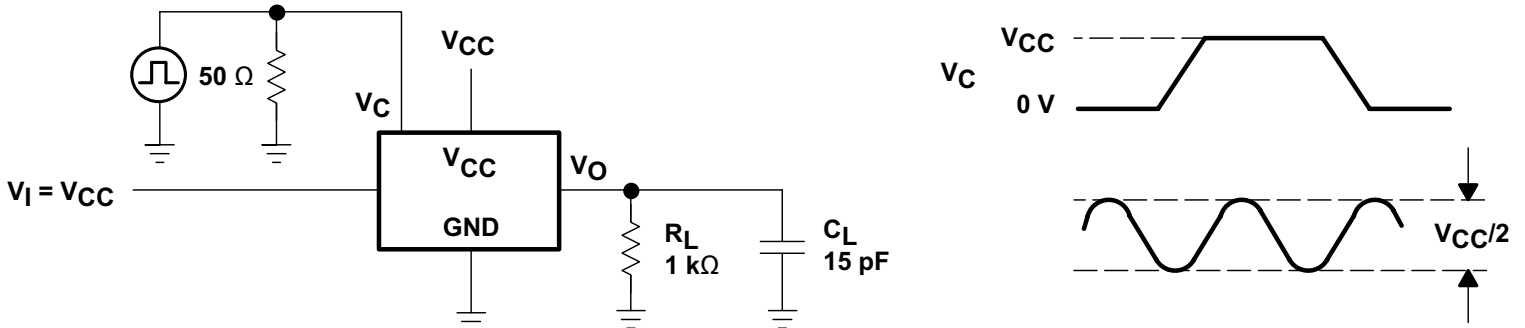 VCC
50 Ω
VC
VCC
VO
VI = VCC
GND
RL
1 kΩ
CL
15 pF
VCC
VC
0 V
VCC/2